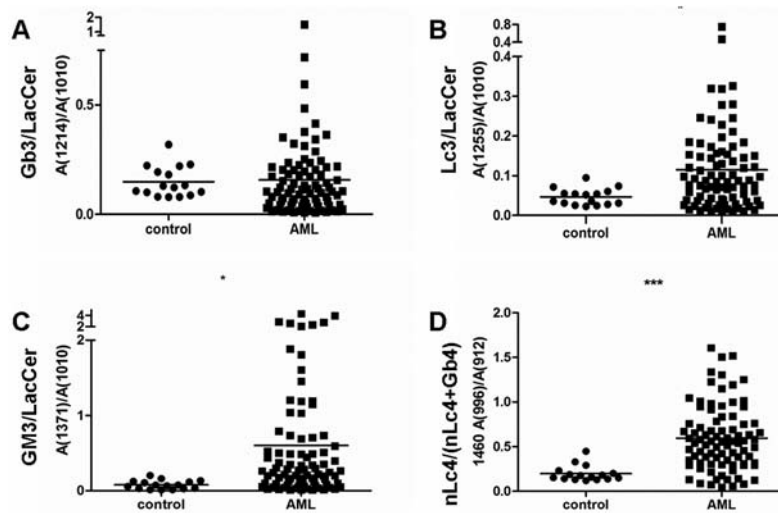 A
Gb3/LacCer
A(1214)/A(1010)
2
1
0.5
0.0
control
AML
B
Lc3/LacCer
A(1255)/A(1010)
0.8
0.4
0.4
0.3
0.2
0.1
0.0
control
AML
*
C
GM3/LacCer
A(1371)/A(1010)
4
2
2
1
0
control
AML
***
D
nLc4/(nLc4+Gb4)
1460 A(996)/A(912)
2.0
1.5
1.0
0.5
0.0
control
AML